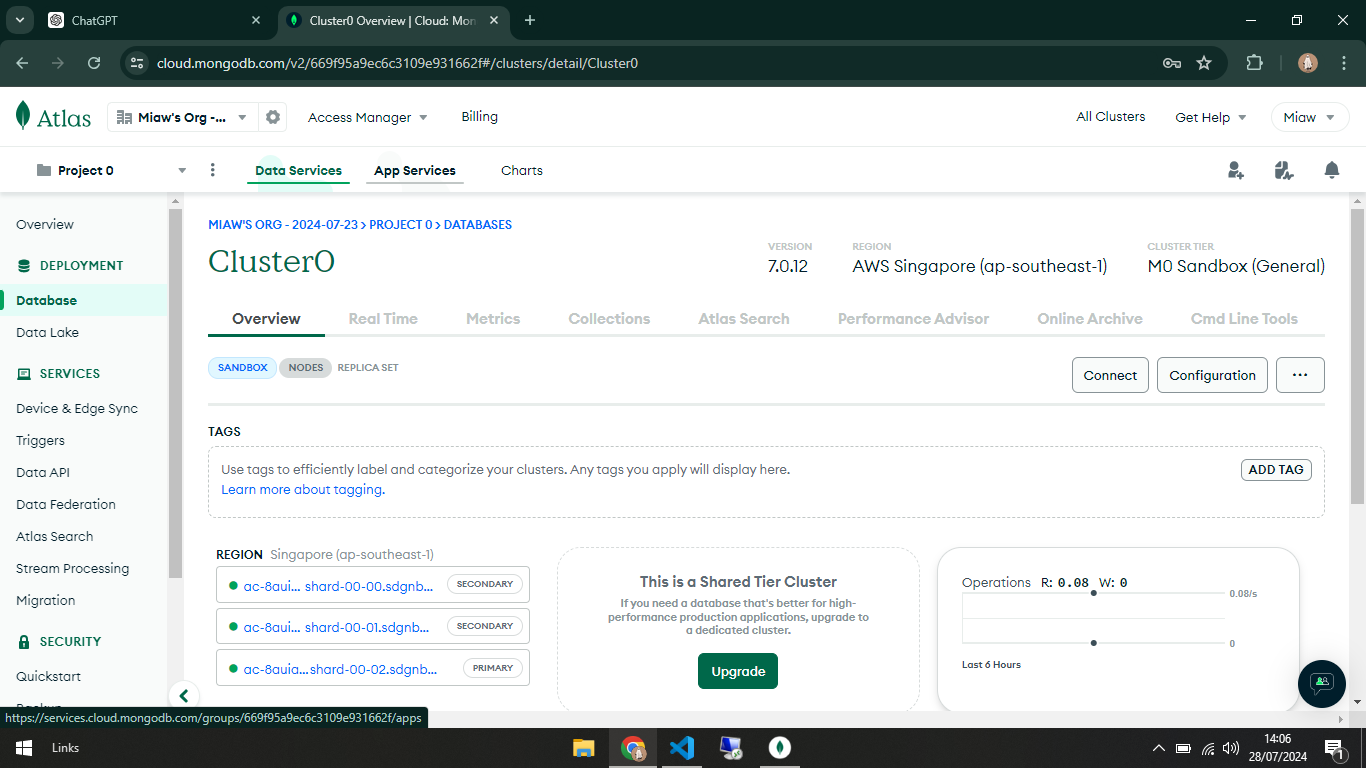 ChatGPT
Cluster0 Overview | Cloud: Mon
cloud.mongodb.com/v2/669f95a9ec6c3109e931662f#/clusters/detail/Cluster0
Atlas
Miaw's Org -...
Access Manager
Billing
All Clusters
Get Help
Miaw
Project 0
Data Services
App Services
Charts
Overview
DEPLOYMENT
Database
Data Lake
SERVICES
Device & Edge Sync
Triggers
Data API
Data Federation
Atlas Search
Stream Processing
Migration
SECURITY
Quickstart
Backup
MIAW'S ORG - 2024-07-23 > PROJECT 0 > DATABASES
Cluster0
VERSION
7.0.12
REGION
AWS Singapore (ap-southeast-1)
CLUSTER TIER
M0 Sandbox (General)
Overview
Real Time
Metrics
Collections
Atlas Search
Performance Advisor
Online Archive
Cmd Line Tools
SANDBOX
NODES
REPLICA SET
Connect
Configuration
...
TAGS
Use tags to efficiently label and categorize your clusters. Any tags you apply will display here.
Learn more about tagging.
ADD TAG
REGION Singapore (ap-southeast-1)
ac-8aui... shard-00-00.sdgnb... SECONDARY
ac-8aui... shard-00-01.sdgnb... SECONDARY
ac-8auia...shard-00-02.sdgnb... PRIMARY
This is a Shared Tier Cluster
If you need a database that's better for high-
performance production applications, upgrade to
a dedicated cluster.
Upgrade
Operations R: 0.08 W: 0
0.08/s
0
Last 6 Hours
https://services.cloud.mongodb.com/groups/669f95a9ec6c3109e931662f/apps
Links
14:06
28/07/2024
1